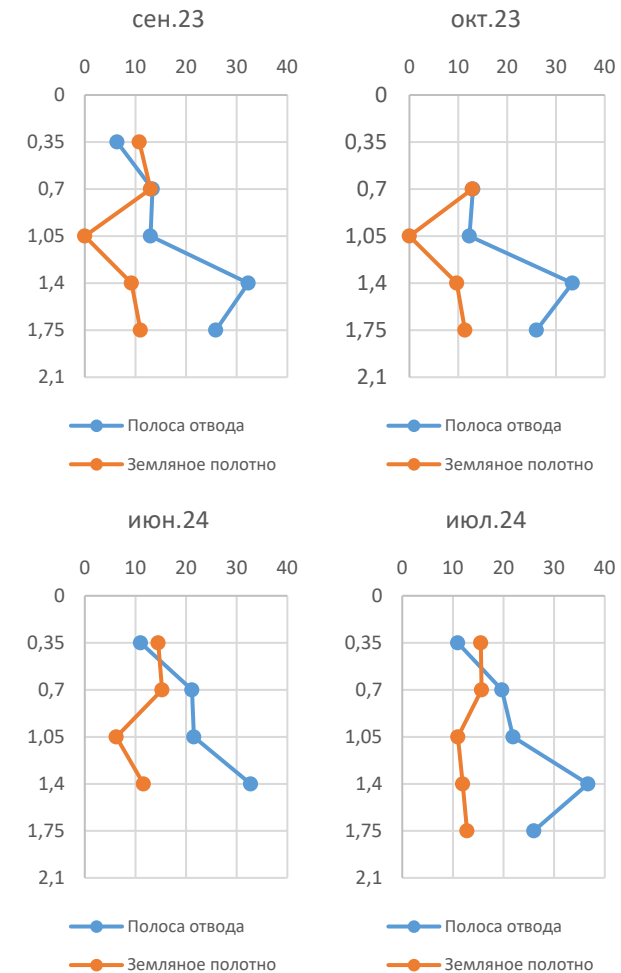 сен.23
0 10 20 30 40
0
0,35
0,7
1,05
1,4
1,75
2,1
Полоса отвода
Земляное полотно
окт.23
0 10 20 30 40
0
0,35
0,7
1,05
1,4
1,75
2,1
Полоса отвода
Земляное полотно
июн.24
0 10 20 30 40
0
0,35
0,7
1,05
1,4
1,75
2,1
Полоса отвода
Земляное полотно
июл.24
0 10 20 30 40
0
0,35
0,7
1,05
1,4
1,75
2,1
Полоса отвода
Земляное полотно